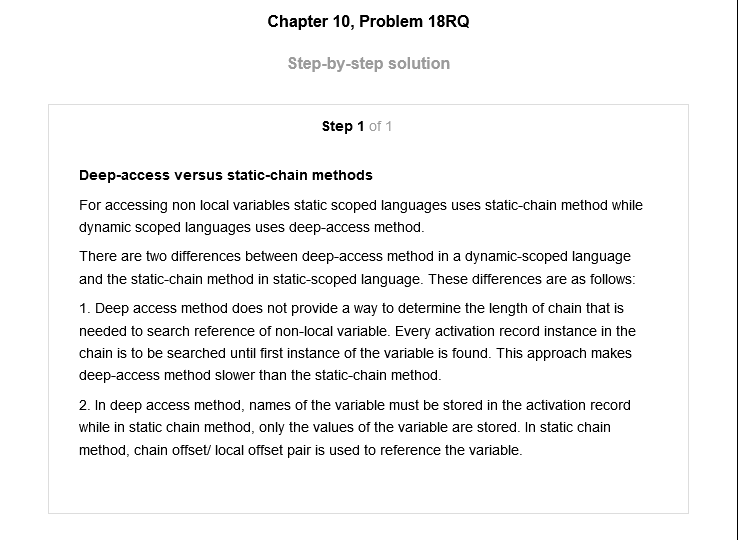 Chapter 10, Problem 18RQ
Step-by-step solution
Step 1 of 1
Deep-access versus static-chain methods
For accessing non local variables static scoped languages uses static-chain method while
dynamic scoped languages uses deep-access method.
There are two differences between deep-access method in a dynamic-scoped language
and the static-chain method in static-scoped language. These differences are as follows:
1. Deep access method does not provide a way to determine the length of chain that is
needed to search reference of non-local variable. Every activation record instance in the
chain is to be searched until first instance of the variable is found. This approach makes
deep-access method slower than the static-chain method.
2. In deep access method, names of the variable must be stored in the activation record
while in static chain method, only the values of the variable are stored. In static chain
method, chain offset/ local offset pair is used to reference the variable.